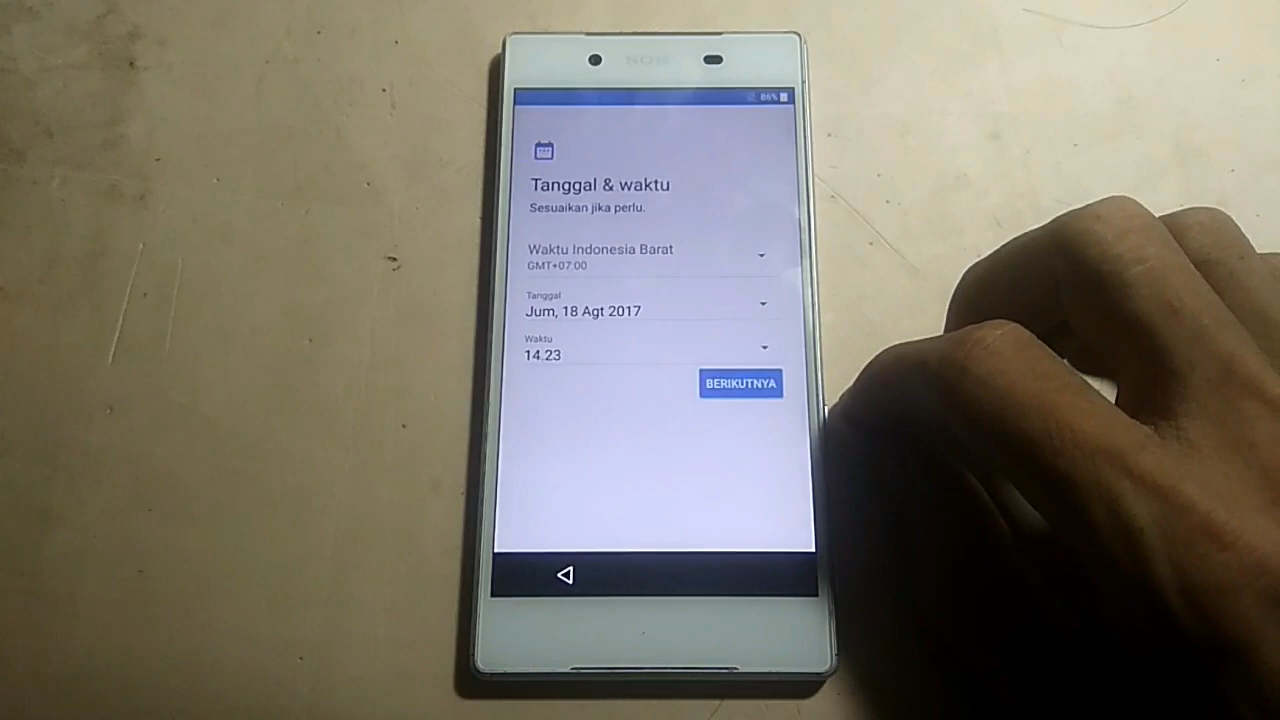 SONY
86%
Tanggal & waktu
Sesuaikan jika perlu.
Waktu Indonesia Barat
GMT+07:00
Tanggal
Jum, 18 Agt 2017
Waktu
14.23
BERIKUTNYA